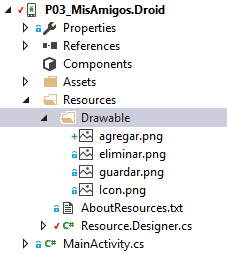 P03_MisAmigos.Droid
Properties
References
Components
Assets
Resources
Drawable
agregar.png
eliminar.png
guardar.png
Icon.png
AboutResources.txt
C# Resource.Designer.cs
C# MainActivity.cs